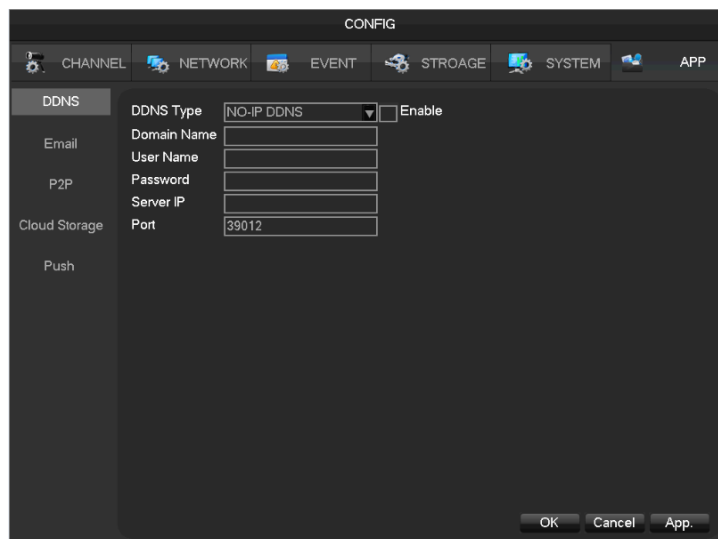 CONFIG
CHANNEL NETWORK EVENT STROAGE SYSTEM APP
DDNS
Email
P2P
Cloud Storage
Push
DDNS Type NO-IP DDNS Enable
Domain Name
User Name
Password
Server IP
Port 39012
OK Cancel App.